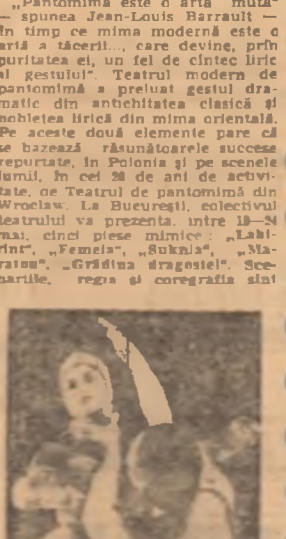 „Pantomima este o artă mută"
— spunea Jean-Louis Barrault —
în timp ce mima modernă este o
artă a tăcerii..., care devine, prin
puritatea ei, un fel de cîntec liric
al gestului". Teatrul modern de
pantomimă a preluat gestul dra-
matic din antichitatea clasică și
noblețea lirică din mima orientală.
Pe aceste două elemente pare că
se bazează răsunătoarele succese
repurtate, în Polonia și pe scenele
lumii, în cei 20 de ani de activi-
tate, de Teatrul de pantomimă din
Wroclaw. La București, colectivul
teatrului va prezenta, între
mai, cinci piese mimice: „Labi-
rint", „Femeia", „Suknia", „Ma-
raton", „Grădina dragostei". Sce-
nariile, regia și coregrafia sînt